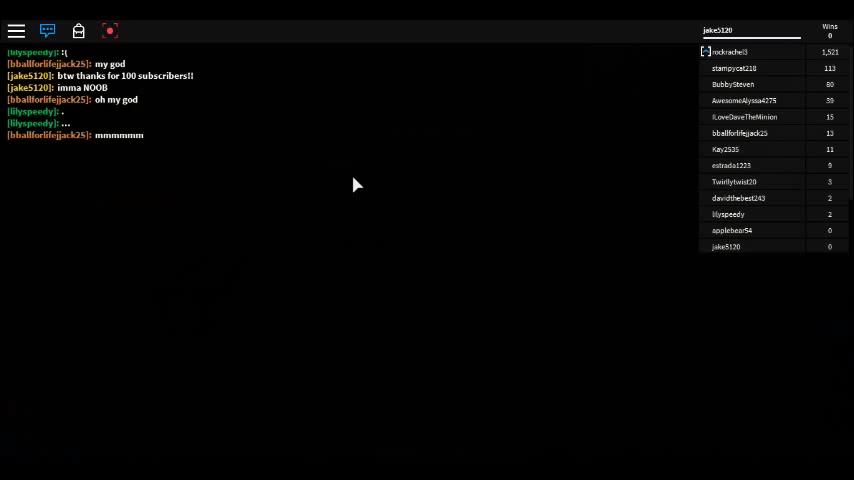 jake5120
Wins
0
[lilyspeedy]: :(
[bballforlifejjack25]: my god
[jake5120]: btw thanks for 100 subscribers!!
[jake5120]: imma NOOB
[bballforlifejjack25]: oh my god
[lilyspeedy]: .
[lilyspeedy]: ...
[bballforlifejjack25]: mmmmmm
rockrachel3 1,521
stampycat218 113
BubbySteven 80
AwesomeAlyssa4275 39
ILoveDaveTheMinion 15
bballforlifejjack25 13
Kay2535 11
estrada1223 9
Twirllytwist20 3
davidthebest243 2
lilyspeedy 2
applebear54 0
jake5120 0